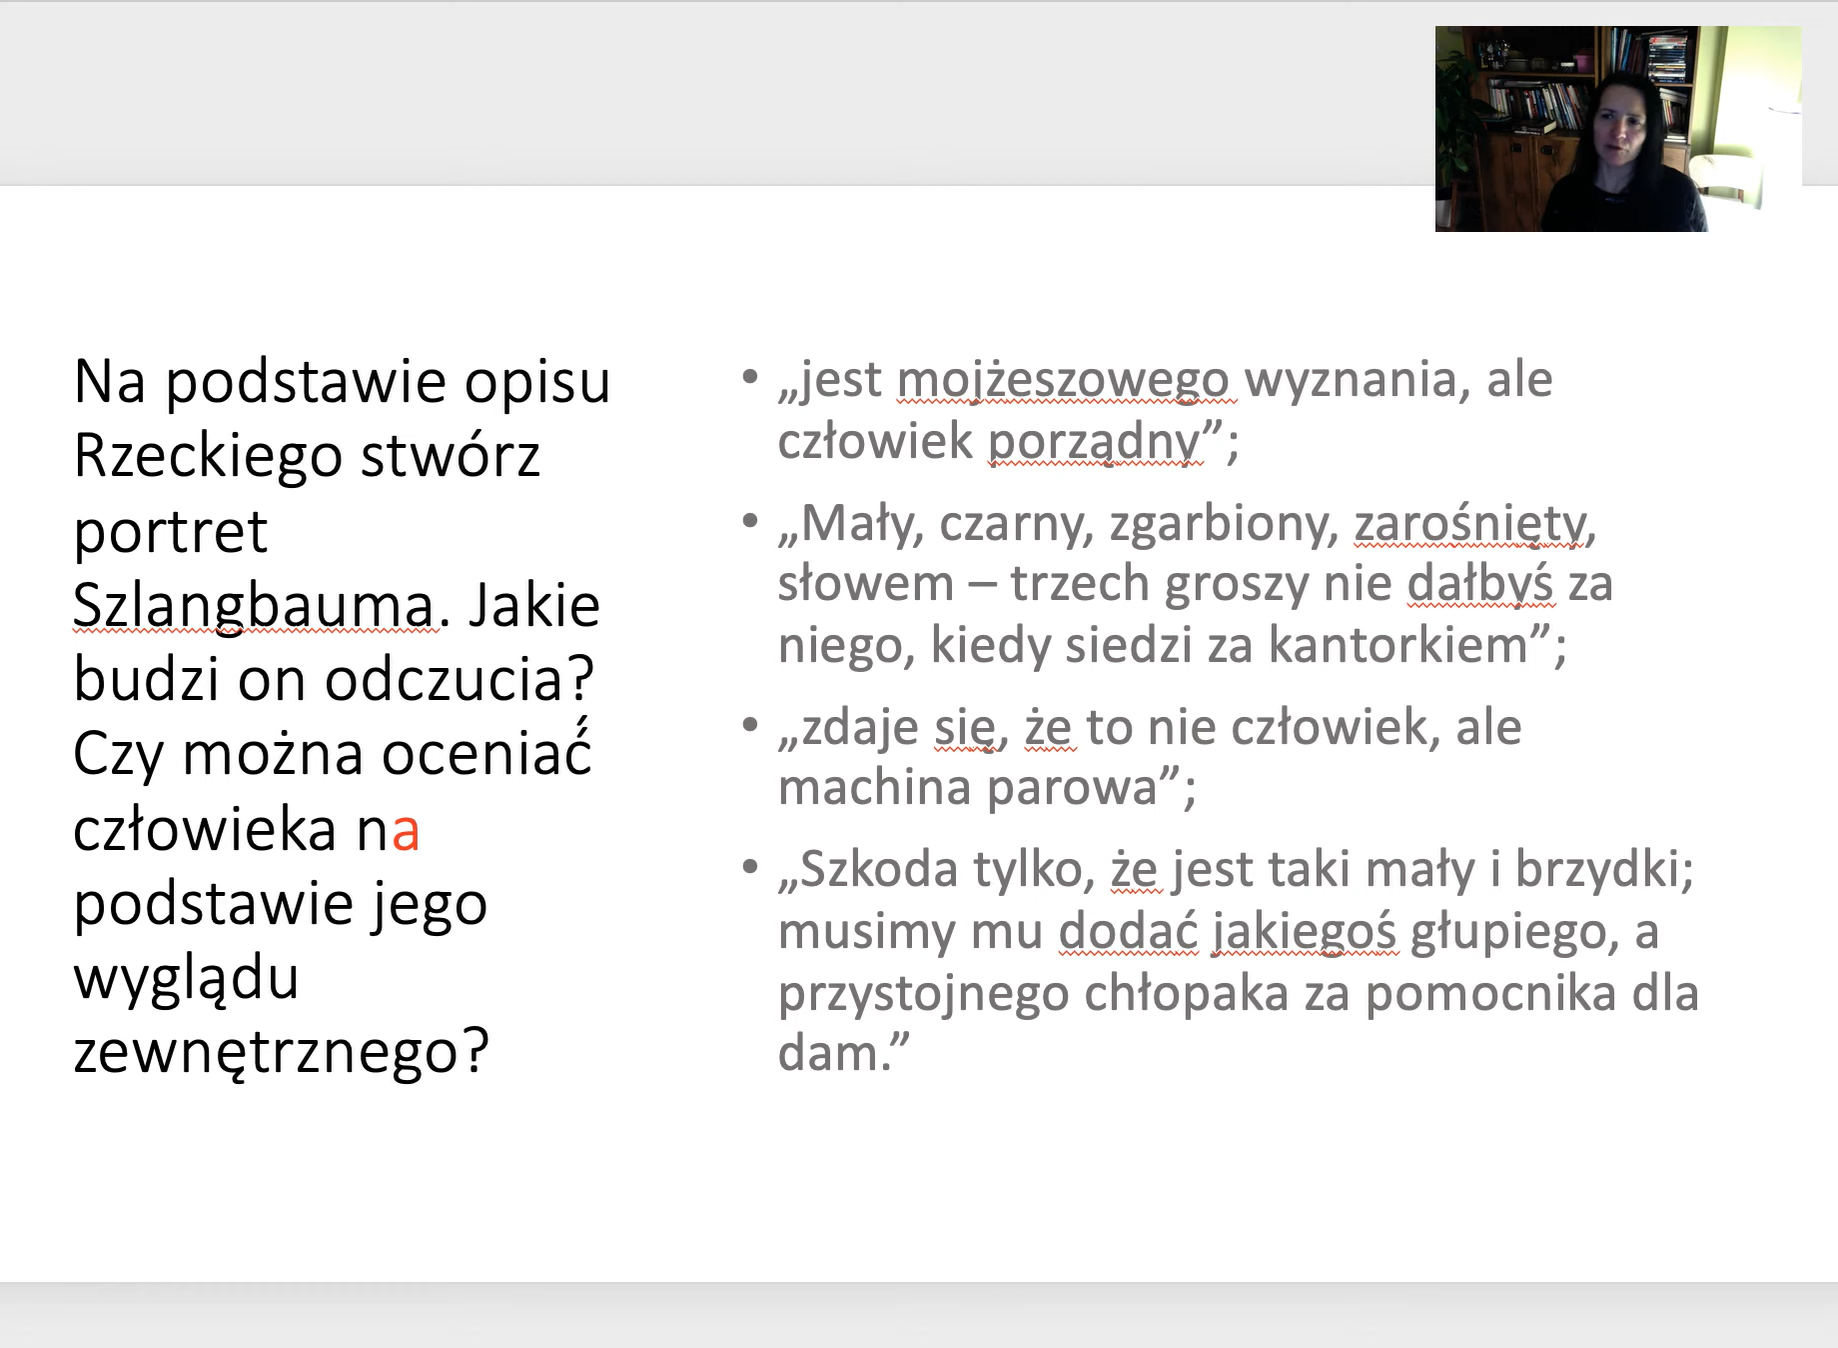 Na podstawie opisu
Rzeckiego stwórz
portret
Szlangbauma. Jakie
budzi on odczucia?
Czy można oceniać́
człowieka na
podstawie jego
wyglądu
zewnętrznego?
• „jest mojżeszowego wyznania, ale
człowiek porządny”;
• „Mały, czarny, zgarbiony, zarośnięty,
słowem – trzech groszy nie dałbyś za
niego, kiedy siedzi za kantorkiem”;
• „zdaje się, że to nie człowiek, ale
machina parowa”;
• „Szkoda tylko, że jest taki mały i brzydki;
musimy mu dodać jakiegoś głupiego, a
przystojnego chłopaka za pomocnika dla
dam.”